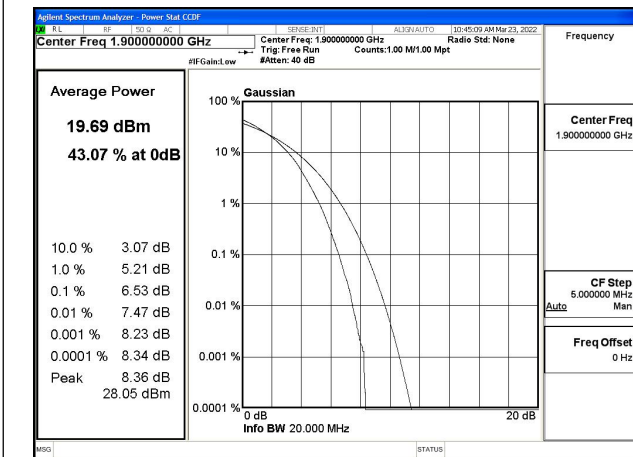 Agilent Spectrum Analyzer - Power Stat CCDF
RL RF 50 Ω AC SENSE:INT ALIGN AUTO 10:45:09 AM Mar 23, 2022
Center Freq 1.900000000 GHz
Center Freq: 1.900000000 GHz Radio Std: None
Trig: Free Run Counts:1.00 M/1.00 Mpt
#IFGain:Low #Atten: 40 dB
Frequency
Average Power
19.69 dBm
43.07 % at 0dB
10.0 % 3.07 dB
1.0 % 5.21 dB
0.1 % 6.53 dB
0.01 % 7.47 dB
0.001 % 8.23 dB
0.0001 % 8.34 dB
Peak 8.36 dB
28.05 dBm
Gaussian
100 %
10 %
1 %
0.1 %
0.01 %
0.001 %
0.0001 %
0 dB 20 dB
Info BW 20.000 MHz
Center Freq
1.900000000 GHz
CF Step
5.000000 MHz
Auto Man
Freq Offset
0 Hz
MSG STATUS